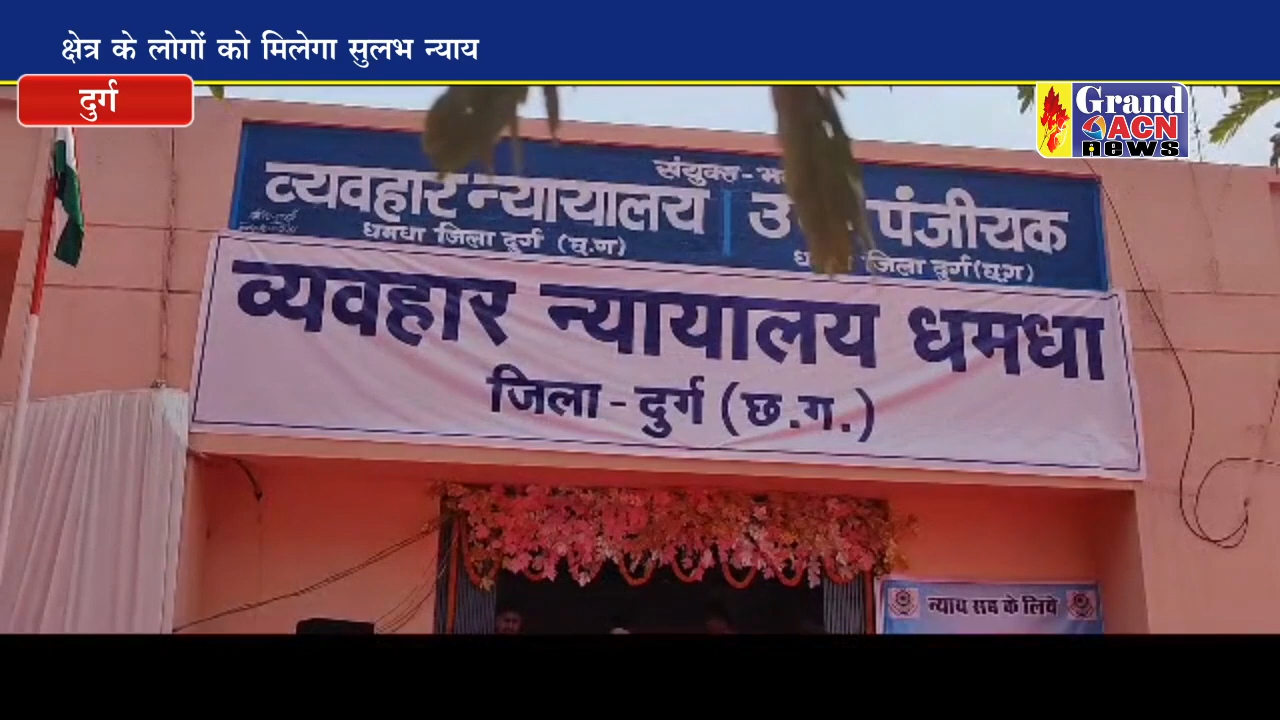 क्षेत्र के लोगों को मिलेगा सुलभ न्याय
दुर्ग
Grand
ACN
news
संयुक्त-
व्यवहार न्यायालय
पंजीयक
धमधा जिला दुर्ग (छ.ग)
जिला दुर्ग(छ.ग)
व्यवहार न्यायालय धमधा
जिला-दुर्ग (छ.ग.)
न्याय सब के लिये